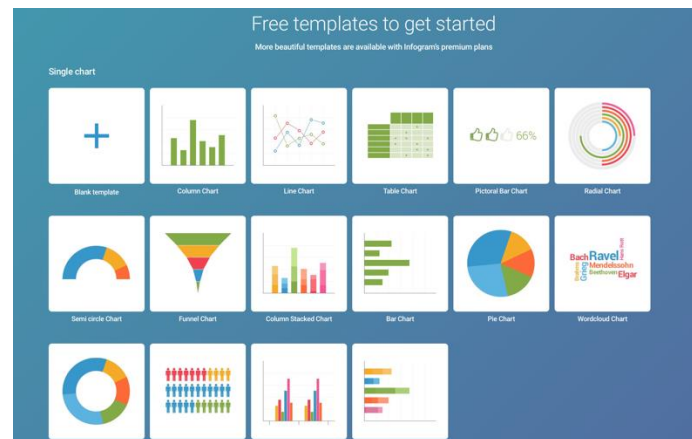 Free templates to get started
More beautiful templates are available with Infogram's premium plans
Single chart
66%
Blank template
Column Chart
Line Chart
Table Chart
Pictoral Bar Chart
Radial Chart
Bach Ravel
Mendelssohn
Grieg
Beethoven Elgar
Semi circle Chart
Funnel Chart
Column Stacked Chart
Bar Chart
Pie Chart
Wordcloud Chart